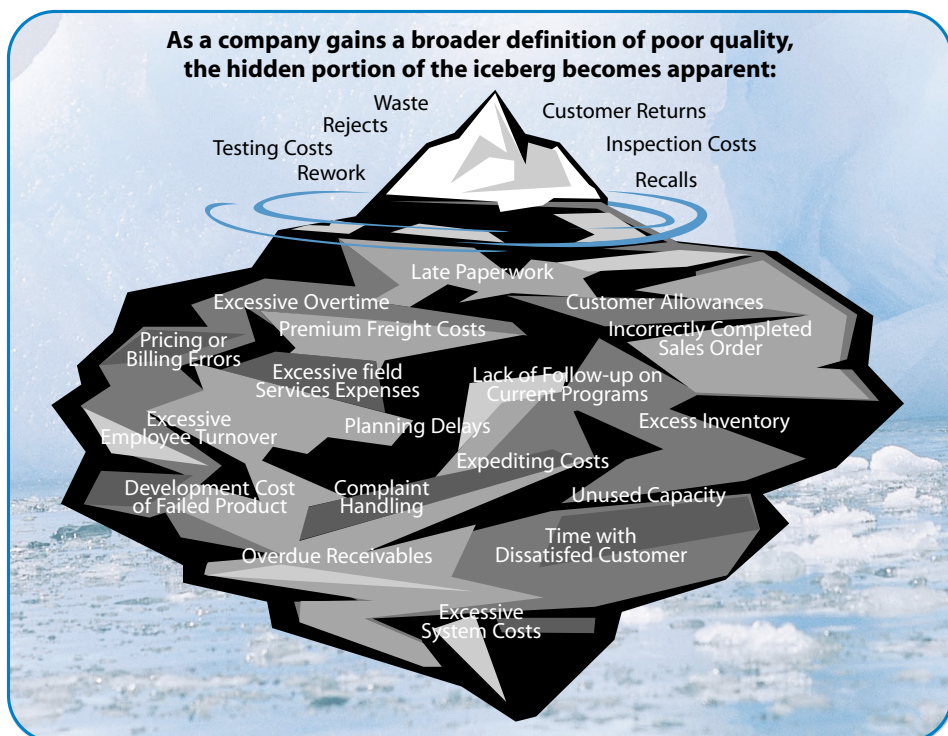 As a company gains a broader definition of poor quality,
the hidden portion of the iceberg becomes apparent:
Waste
Customer Returns
Rejects
Testing Costs
Inspection Costs
Rework
Recalls
Late Paperwork
Excessive Overtime
Customer Allowances
Premium Freight Costs
Incorrectly Completed
Sales Order
Pricing or
Billing Errors
Excessive field
Services Expenses
Lack of Follow-up on
Current Programs
Excessive
Employee Turnover
Planning Delays
Excess Inventory
Expediting Costs
Development Cost
of Failed Product
Complaint
Handling
Unused Capacity
Overdue Receivables
Time with
Dissatisfed Customer
Excessive
System Costs